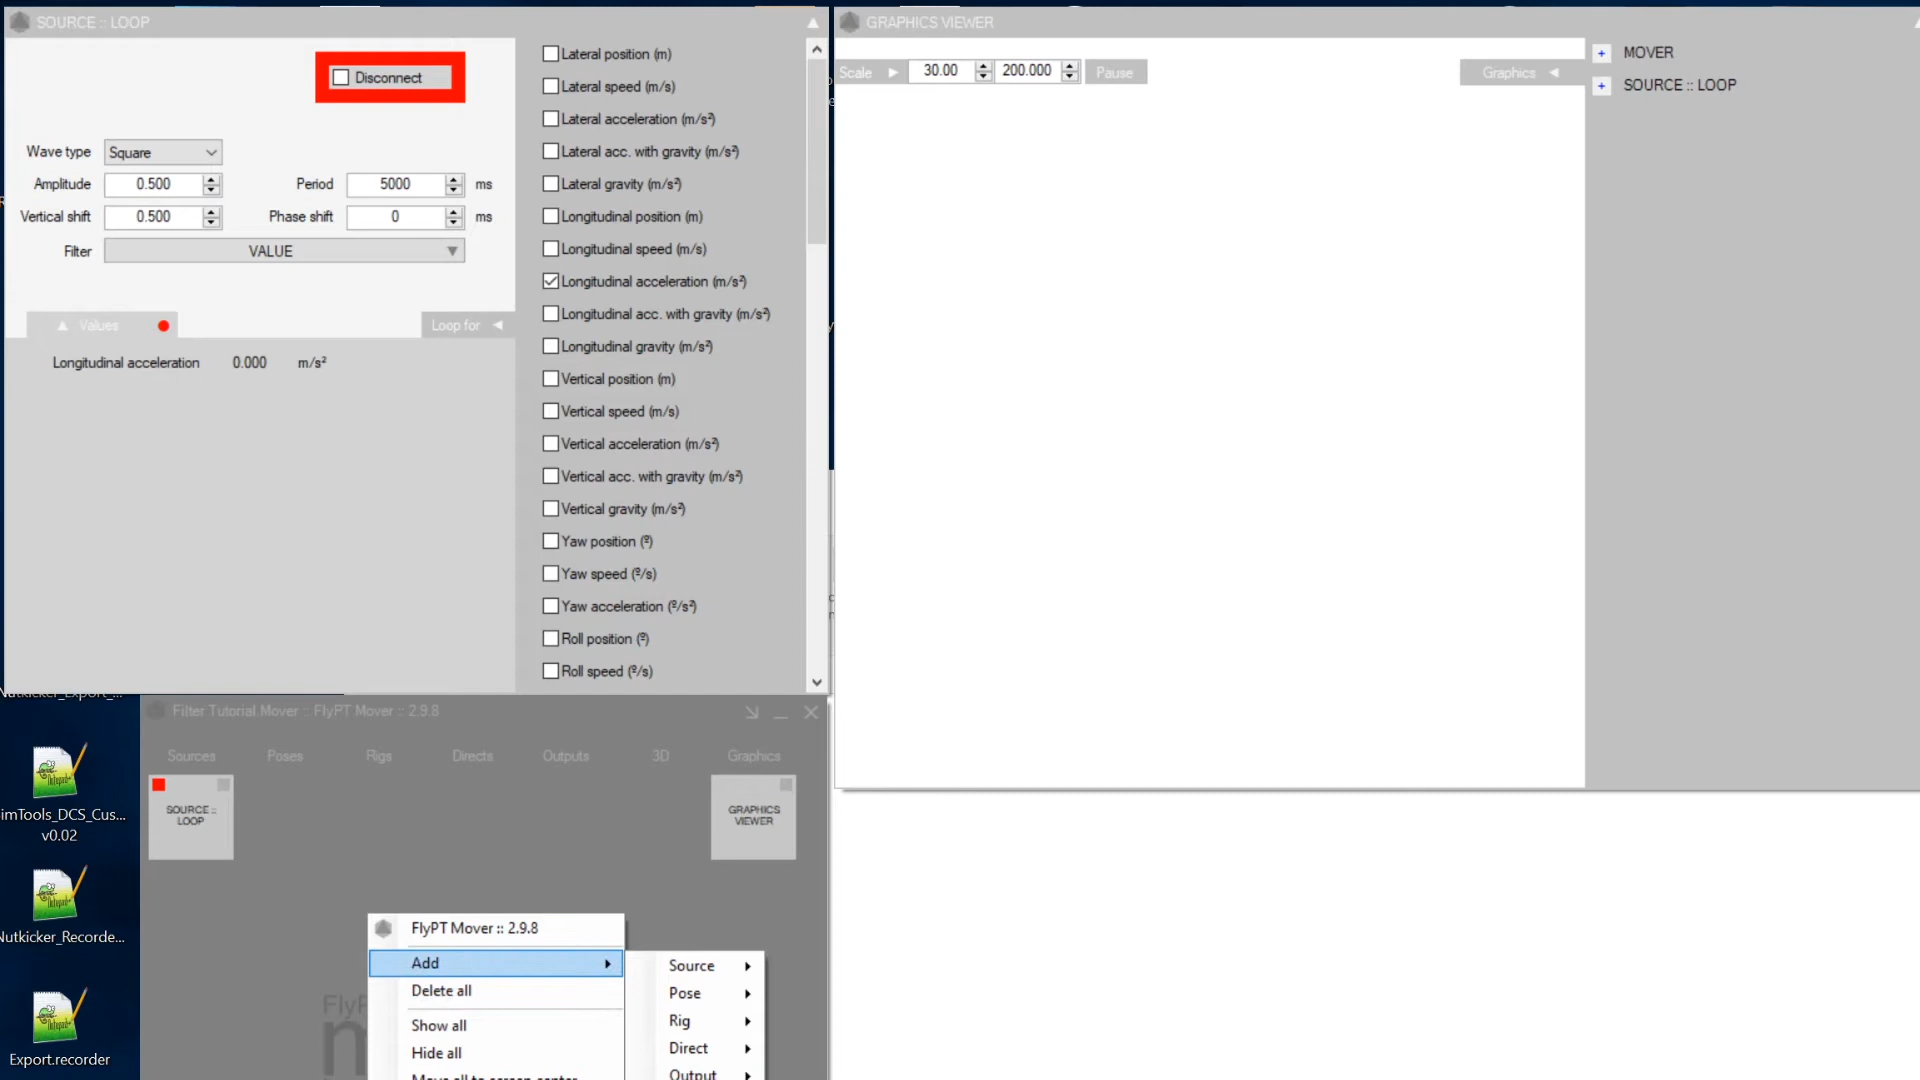 SOURCE :: LOOP
Disconnect
Wave type
Square
Amplitude
0.500
Period
5000
ms
Vertical shift
0.500
Phase shift
0
ms
Filter
VALUE
Values
Loop for
Longitudinal acceleration
0.000
m/s²
Lateral position (m)
Lateral speed (m/s)
Lateral acceleration (m/s²)
Lateral acc. with gravity (m/s²)
Lateral gravity (m/s²)
Longitudinal position (m)
Longitudinal speed (m/s)
Longitudinal acceleration (m/s²)
Longitudinal acc. with gravity (m/s²)
Longitudinal gravity (m/s²)
Vertical position (m)
Vertical speed (m/s)
Vertical acceleration (m/s²)
Vertical acc. with gravity (m/s²)
Vertical gravity (m/s²)
Yaw position (º)
Yaw speed (º/s)
Yaw acceleration (º/s²)
Roll position (º)
Roll speed (º/s)
GRAPHICS VIEWER
Scale
30.00
200.000
Pause
Graphics
+ MOVER
+ SOURCE :: LOOP
Filter Tutorial.Mover :: FlyPT Mover :: 2.9.8
Sources
Poses
Rigs
Directs
Outputs
3D
Graphics
SOURCE ::
LOOP
GRAPHICS
VIEWER
FlyPT Mover :: 2.9.8
Add
Delete all
Show all
Hide all
Move all to screen center
Source
Pose
Rig
Direct
Output
imTools_DCS_Cus...
v0.02
Nutkicker_Recorde...
Export.recorder